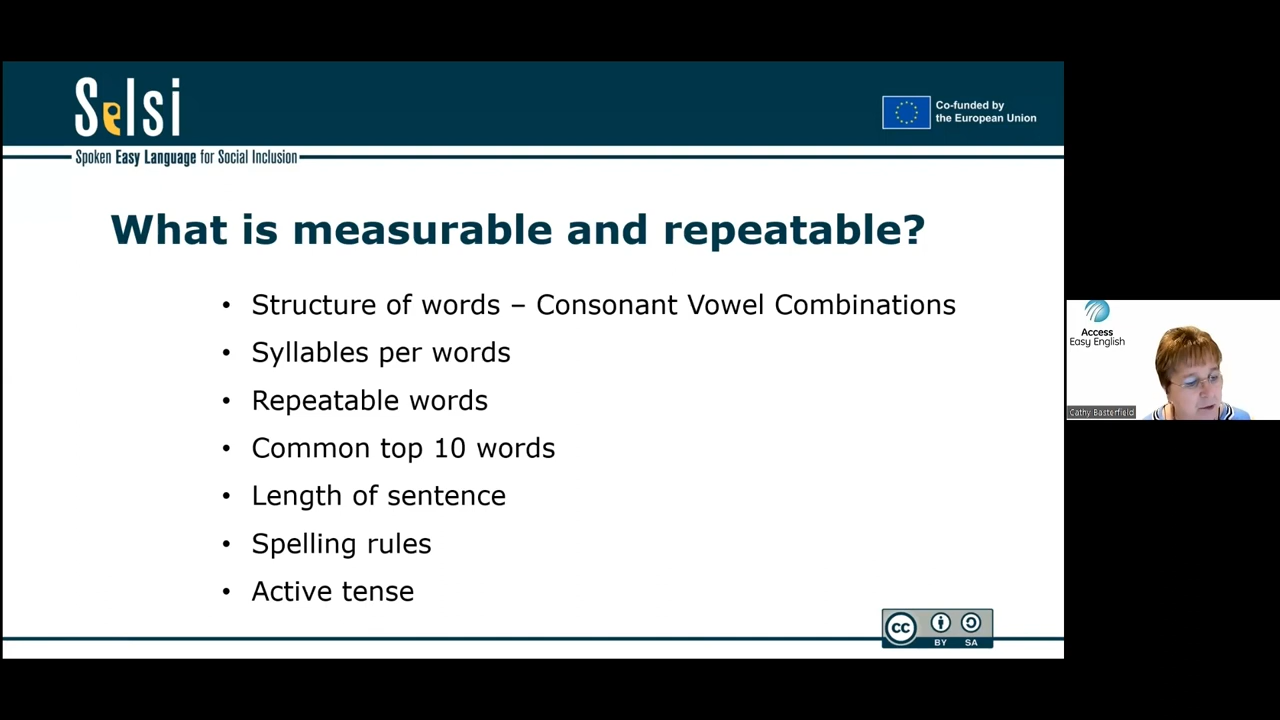 Selsi
Co-funded by
the European Union
Spoken Easy Language for Social Inclusion
What is measurable and repeatable?
• Structure of words – Consonant Vowel Combinations
• Syllables per words
• Repeatable words
• Common top 10 words
• Length of sentence
• Spelling rules
• Active tense
cc
BY SA
Access
Easy English
Cathy Basterfield